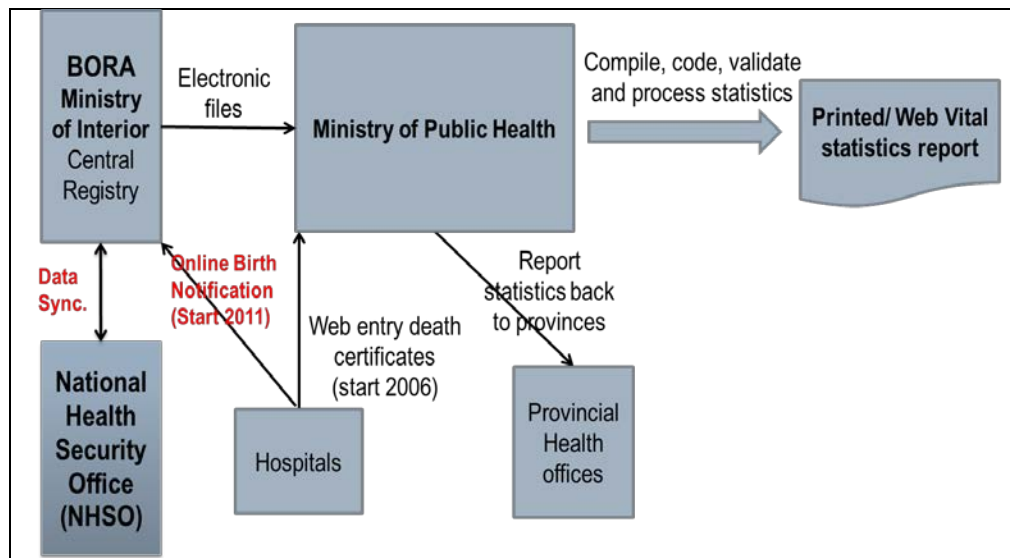 BORA
Ministry
of Interior
Central
Registry
Electronic
files
Ministry of Public Health
Compile, code, validate
and process statistics
Printed/ Web Vital
statistics report
Data
Sync.
Online Birth
Notification
(Start 2011)
Web entry death
certificates
(start 2006)
Report
statistics back
to provinces
National
Health
Security
Office
(NHSO)
Hospitals
Provincial
Health
offices